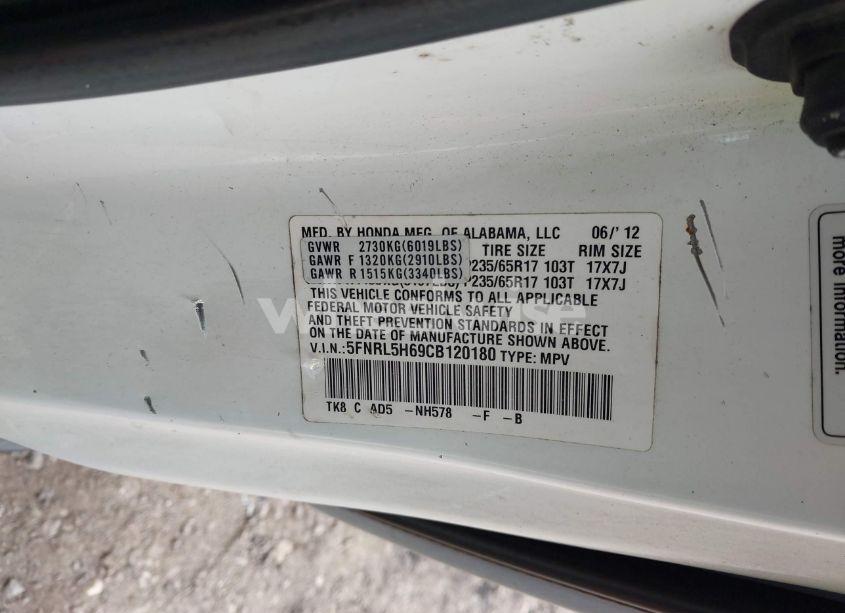 MFD. BY HONDA MFG. OF ALABAMA, LLC 06/'12
GVWR 2730KG(6019LBS) TIRE SIZE RIM SIZE
GAWR F 1320KG(2910LBS) P235/65R17 103T 17X7J
GAWR R 1515KG(3340LBS) P235/65R17 103T 17X7J
THIS VEHICLE CONFORMS TO ALL APPLICABLE
FEDERAL MOTOR VEHICLE SAFETY
AND THEFT PREVENTION STANDARDS IN EFFECT
ON THE DATE OF MANUFACTURE SHOWN ABOVE.
V.I.N.:5FNRL5H69CB120180 TYPE: MPV
TK8 C AD5 -NH578 -F -B
more information.